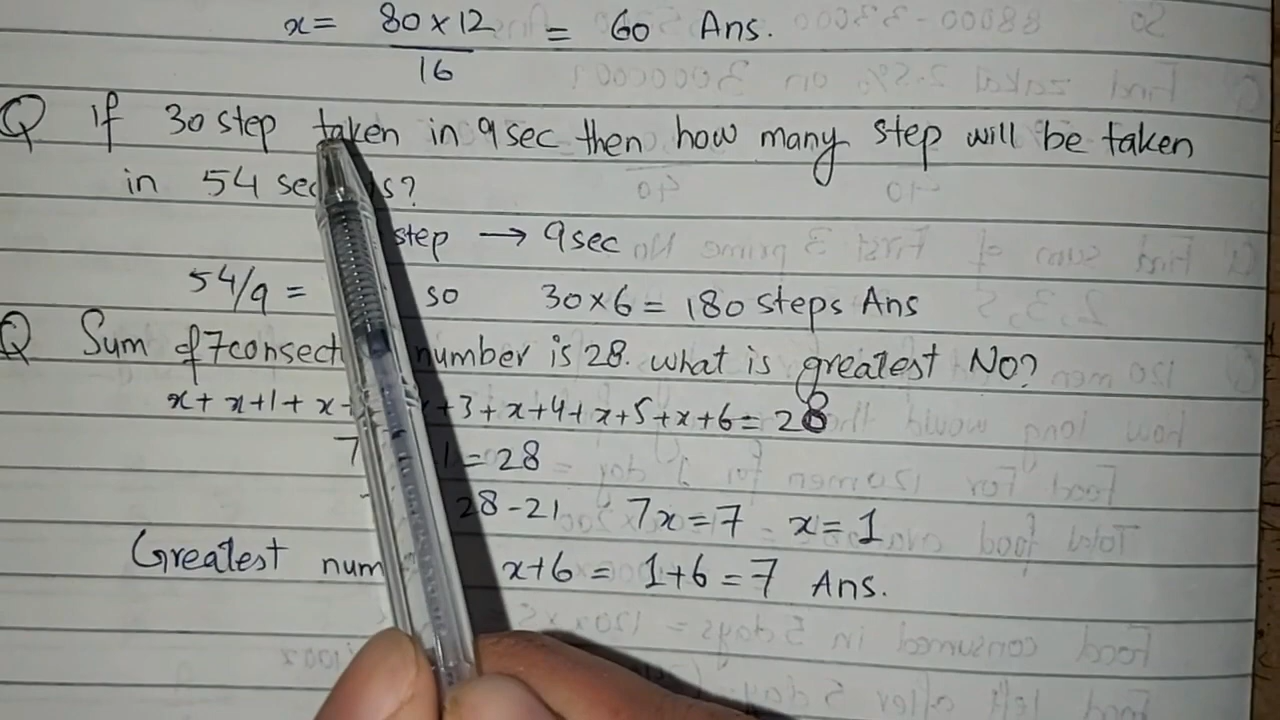 x = 80 × 12 / 16 = 60 Ans.
Q If 30 step taken in 9 sec then how many step will be taken
in 54 sec s?
step → 9 sec
54/9 = so 30 × 6 = 180 steps Ans
Q Sum of 7 consect number is 28. what is greatest No?
x + x+1 + x + 3 + x+4 + x+5 + x+6 = 28
7 1 = 28
28 - 21 7x = 7 x = 1
Greatest num x+6 = 1+6 = 7 Ans.